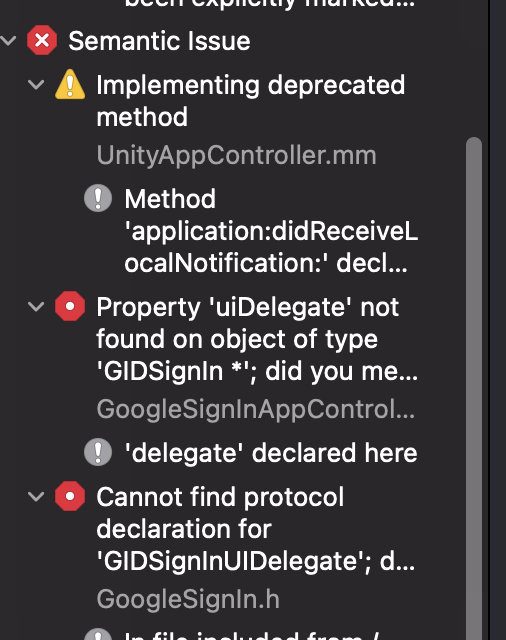 been explicitly marked...
Semantic Issue
Implementing deprecated
method
UnityAppController.mm
Method
'application:didReceiveL
ocalNotification:' decl...
Property 'uiDelegate' not
found on object of type
'GIDSignIn *'; did you me...
GoogleSignInAppControl...
'delegate' declared here
Cannot find protocol
declaration for
'GIDSignInUIDelegate'; d...
GoogleSignIn.h
In file included from /